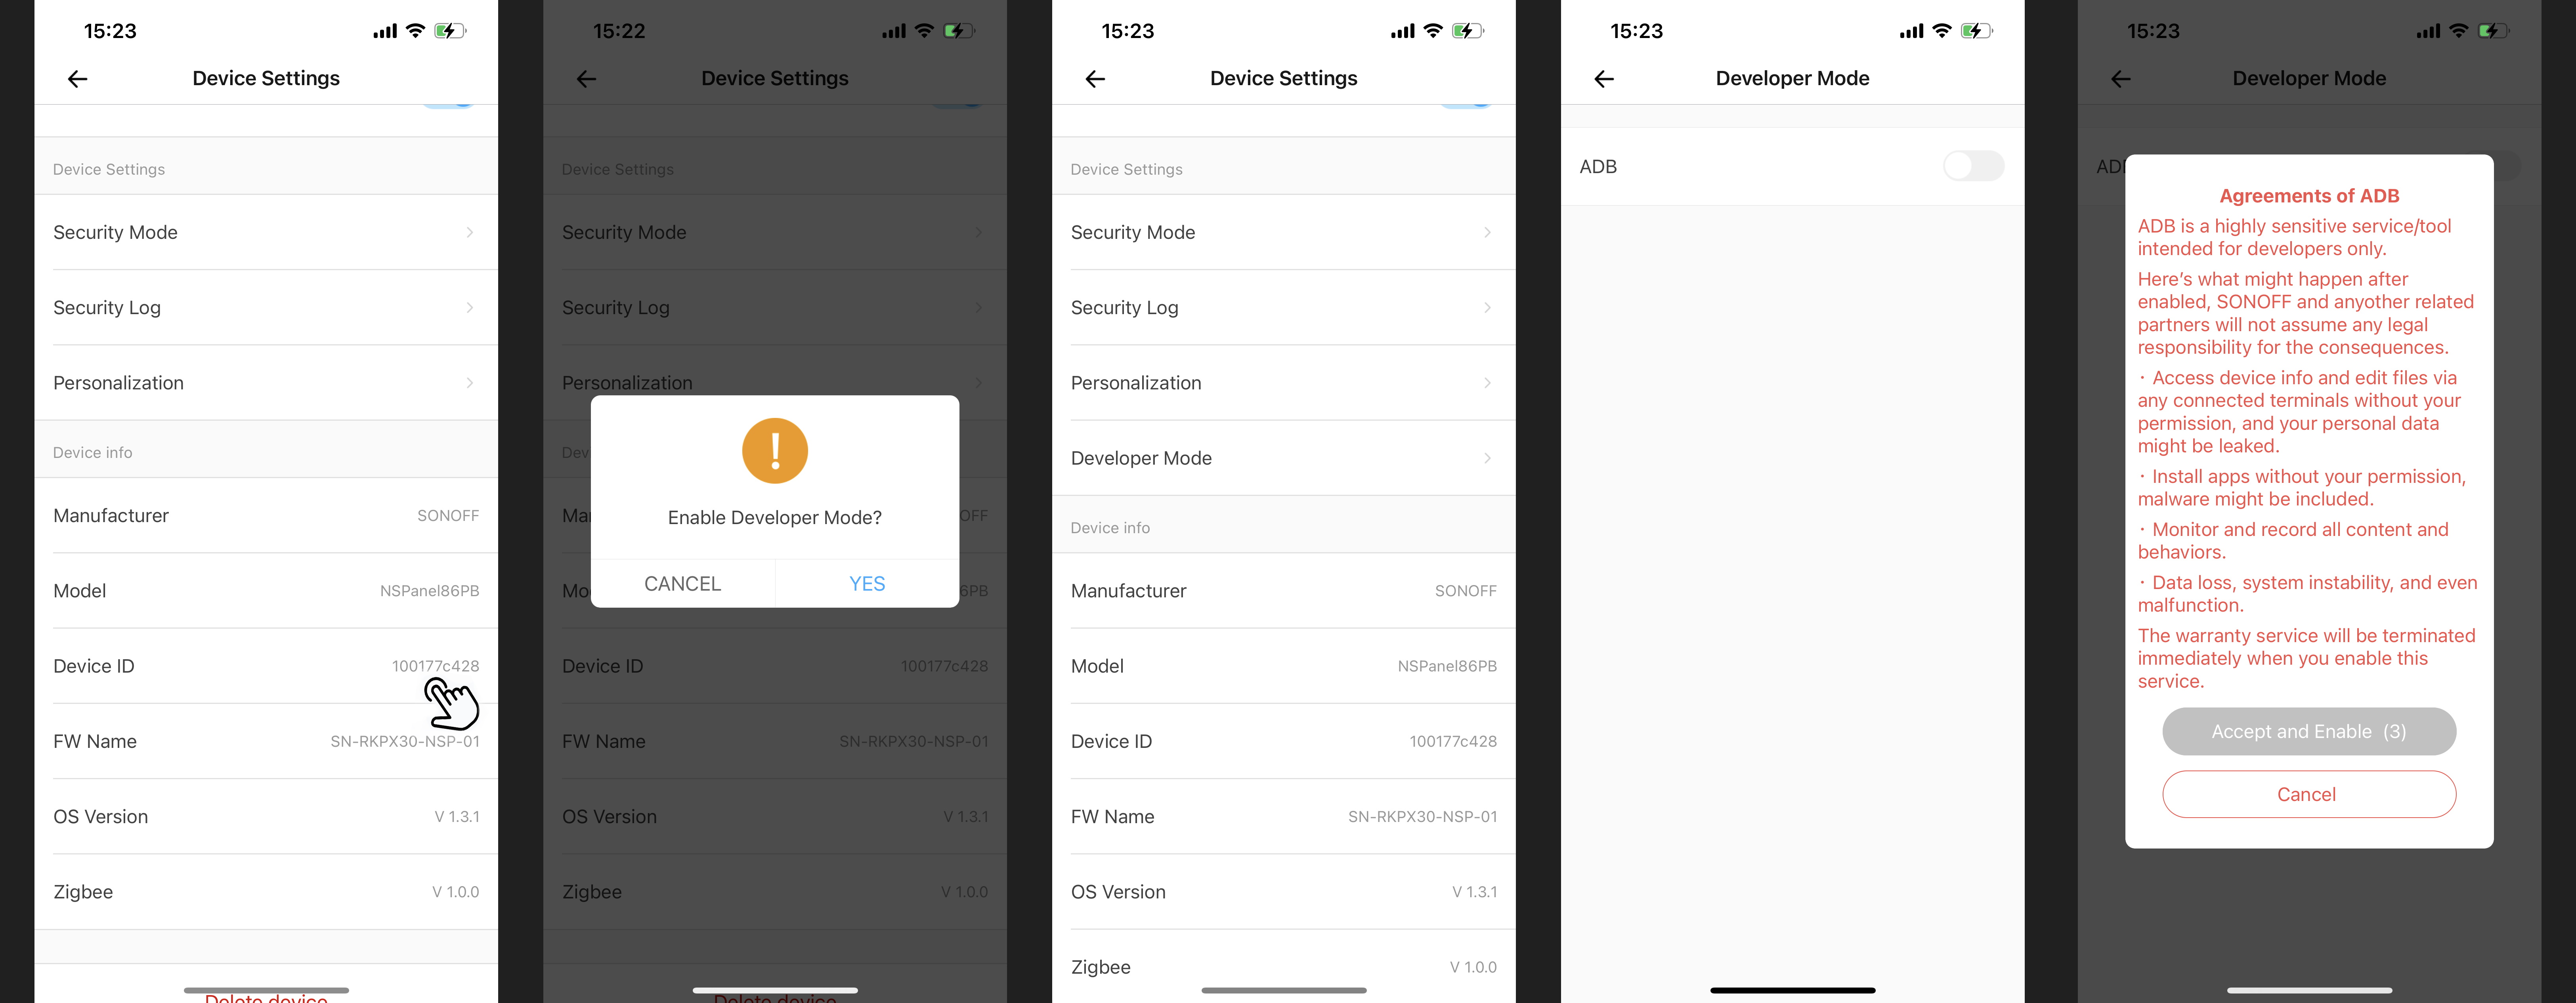 15:23
Device Settings
Device Settings
Security Mode
Security Log
Personalization
Device info
Manufacturer SONOFF
Model NSPanel86PB
Device ID 100177c428
FW Name SN-RKPX30-NSP-01
OS Version V 1.3.1
Zigbee V 1.0.0
Delete device
15:22
Device Settings
Device Settings
Security Mode
Security Log
Personalization
Dev
Enable Developer Mode?
Ma OFF
CANCEL YES
Mo 6PB
Device ID 100177c428
FW Name SN-RKPX30-NSP-01
OS Version V 1.3.1
Zigbee V 1.0.0
Delete device
15:23
Device Settings
Device Settings
Security Mode
Security Log
Personalization
Developer Mode
Device info
Manufacturer SONOFF
Model NSPanel86PB
Device ID 100177c428
FW Name SN-RKPX30-NSP-01
OS Version V 1.3.1
Zigbee V 1.0.0
15:23
Developer Mode
ADB
15:23
Developer Mode
AD
Agreements of ADB
ADB is a highly sensitive service/tool
intended for developers only.
Here’s what might happen after
enabled, SONOFF and anyother related
partners will not assume any legal
responsibility for the consequences.
· Access device info and edit files via
any connected terminals without your
permission, and your personal data
might be leaked.
· Install apps without your permission,
malware might be included.
· Monitor and record all content and
behaviors.
· Data loss, system instability, and even
malfunction.
The warranty service will be terminated
immediately when you enable this
service.
Accept and Enable (3)
Cancel